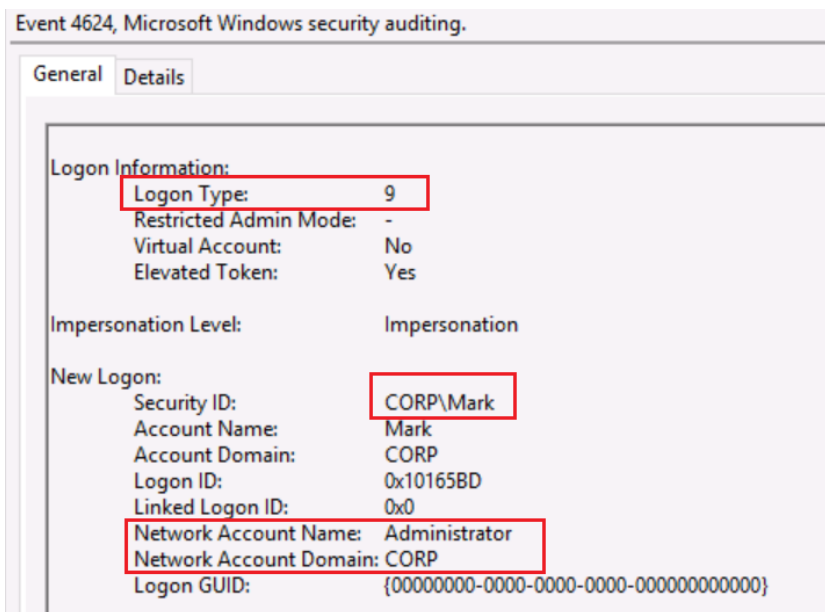 Event 4624, Microsoft Windows security auditing.
General Details
Logon Information:
Logon Type: 9
Restricted Admin Mode: -
Virtual Account: No
Elevated Token: Yes
Impersonation Level: Impersonation
New Logon:
Security ID: CORP\Mark
Account Name: Mark
Account Domain: CORP
Logon ID: 0x10165BD
Linked Logon ID: 0x0
Network Account Name: Administrator
Network Account Domain: CORP
Logon GUID: {00000000-0000-0000-0000-000000000000}